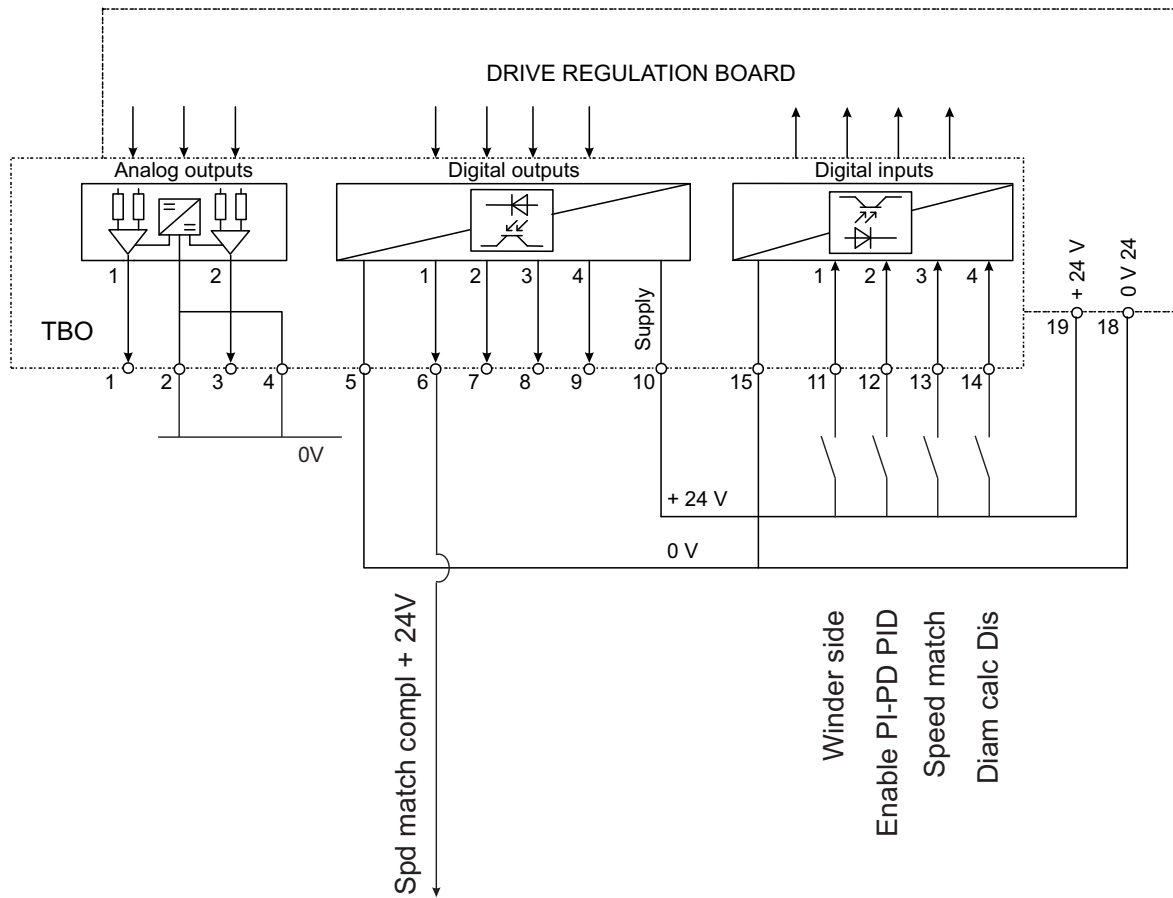 DRIVE REGULATION BOARD
Analog outputs
Digital outputs
Digital inputs
1
2
1
2
3
4
Supply
1
2
3
4
+ 24 V
0 V 24
TBO
19
18
1
2
3
4
5
6
7
8
9
10
15
11
12
13
14
0V
+ 24 V
0 V
Spd match compl + 24V
Winder side
Enable PI-PD PID
Speed match
Diam calc Dis